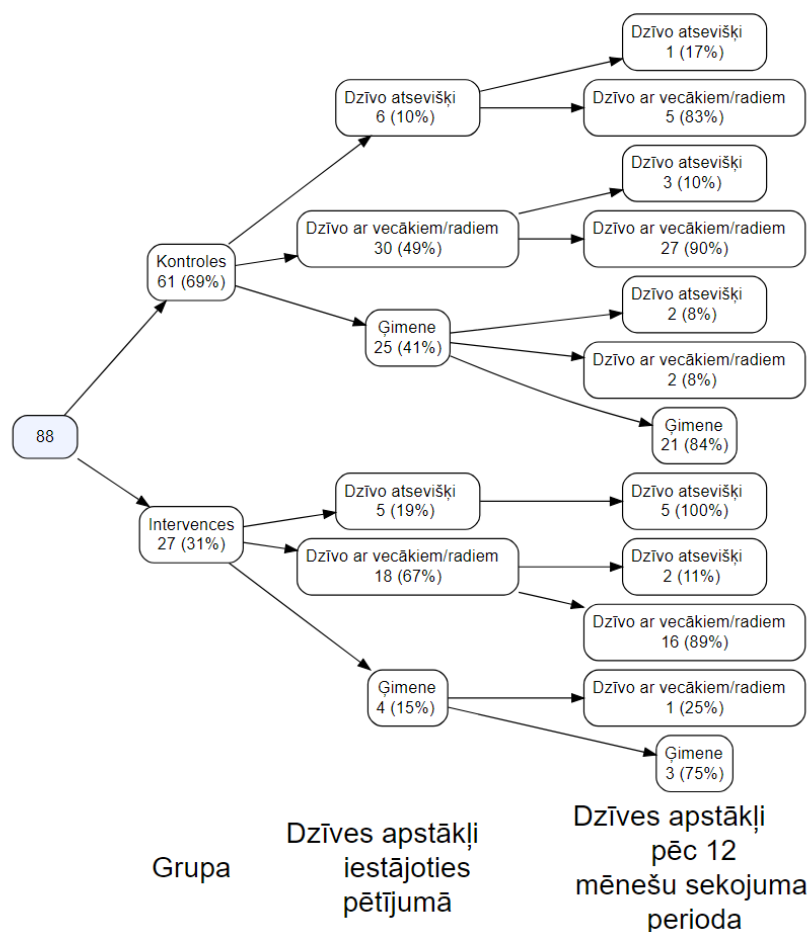 Dzīvo atsevišķi
1 (17%)
Dzīvo atsevišķi
6 (10%)
Dzīvo ar vecākiem/radiem
5 (83%)
Dzīvo atsevišķi
3 (10%)
Dzīvo ar vecākiem/radiem
30 (49%)
Dzīvo ar vecākiem/radiem
27 (90%)
Kontroles
61 (69%)
Dzīvo atsevišķi
2 (8%)
Ģimene
25 (41%)
Dzīvo ar vecākiem/radiem
2 (8%)
Ģimene
21 (84%)
88
Dzīvo atsevišķi
5 (19%)
Dzīvo atsevišķi
5 (100%)
Intervences
27 (31%)
Dzīvo ar vecākiem/radiem
18 (67%)
Dzīvo atsevišķi
2 (11%)
Dzīvo ar vecākiem/radiem
16 (89%)
Ģimene
4 (15%)
Dzīvo ar vecākiem/radiem
1 (25%)
Ģimene
3 (75%)
Grupa
Dzīves apstākļi
iestājoties
pētījumā
Dzīves apstākļi
pēc 12
mēnešu sekojuma
perioda